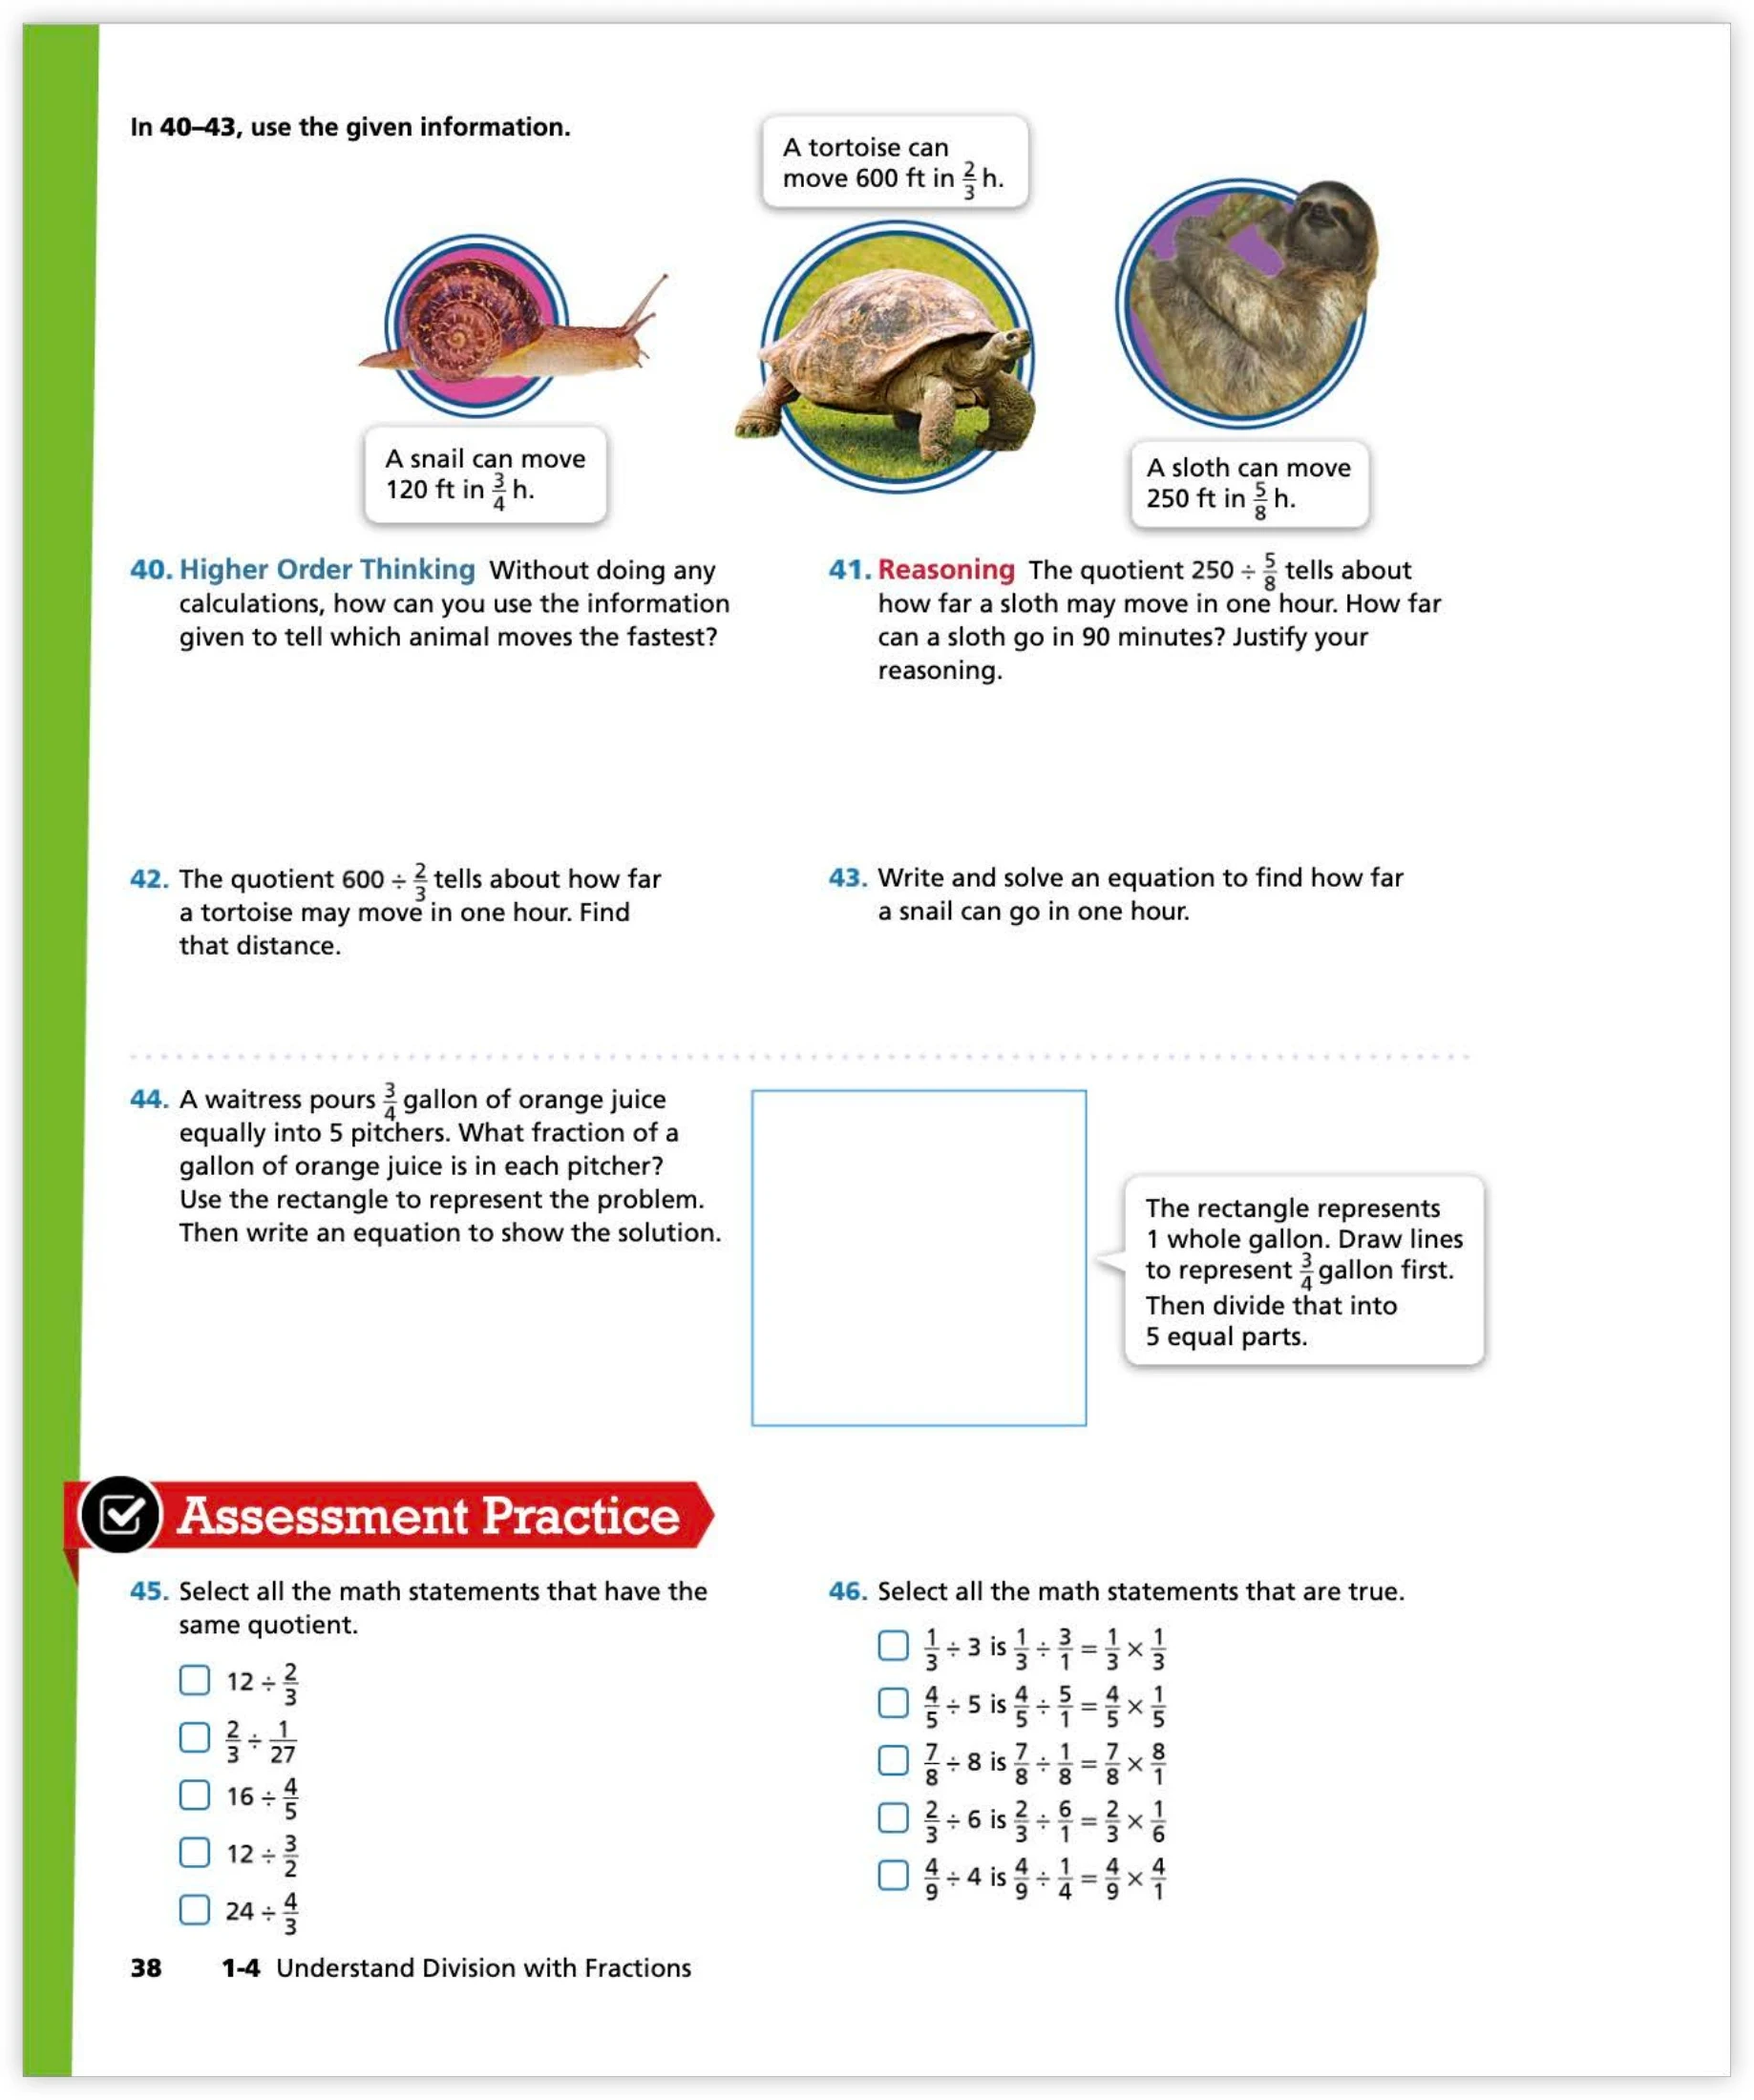 In 40–43, use the given information.
A tortoise can
move 600 ft in 2/3 h.
A snail can move
120 ft in 3/4 h.
A sloth can move
250 ft in 5/8 h.
40. Higher Order Thinking Without doing any
calculations, how can you use the information
given to tell which animal moves the fastest?
41. Reasoning The quotient 250 ÷ 5/8 tells about
how far a sloth may move in one hour. How far
can a sloth go in 90 minutes? Justify your
reasoning.
42. The quotient 600 ÷ 2/3 tells about how far
a tortoise may move in one hour. Find
that distance.
43. Write and solve an equation to find how far
a snail can go in one hour.
44. A waitress pours 3/4 gallon of orange juice
equally into 5 pitchers. What fraction of a
gallon of orange juice is in each pitcher?
Use the rectangle to represent the problem.
Then write an equation to show the solution.
The rectangle represents
1 whole gallon. Draw lines
to represent 3/4 gallon first.
Then divide that into
5 equal parts.
Assessment Practice
45. Select all the math statements that have the
same quotient.
12 ÷ 2/3
2/3 ÷ 1/27
16 ÷ 4/5
12 ÷ 3/2
24 ÷ 4/3
46. Select all the math statements that are true.
1/3 ÷ 3 is 1/3 ÷ 3/1 = 1/3 × 1/3
4/5 ÷ 5 is 4/5 ÷ 5/1 = 4/5 × 1/5
7/8 ÷ 8 is 7/8 ÷ 1/8 = 7/8 × 8/1
2/3 ÷ 6 is 2/3 ÷ 6/1 = 2/3 × 1/6
4/9 ÷ 4 is 4/9 ÷ 1/4 = 4/9 × 4/1
38 1-4 Understand Division with Fractions